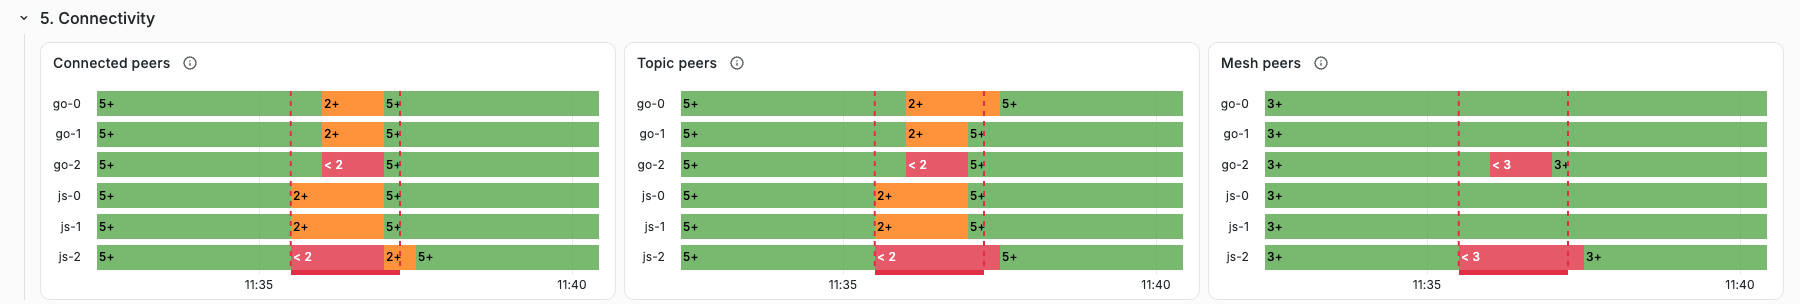 5. Connectivity
Connected peers
go-0 5+ 2+ 5+
go-1 5+ 2+ 5+
go-2 5+ < 2 5+
js-0 5+ 2+ 5+
js-1 5+ 2+ 5+
js-2 5+ < 2 2+ 5+
11:35 11:40
Topic peers
go-0 5+ 2+ 5+
go-1 5+ 2+ 5+
go-2 5+ < 2 5+
js-0 5+ 2+ 5+
js-1 5+ 2+ 5+
js-2 5+ < 2 5+
11:35 11:40
Mesh peers
go-0 3+
go-1 3+
go-2 3+ < 3 3+
js-0 3+
js-1 3+
js-2 3+ < 3 3+
11:35 11:40